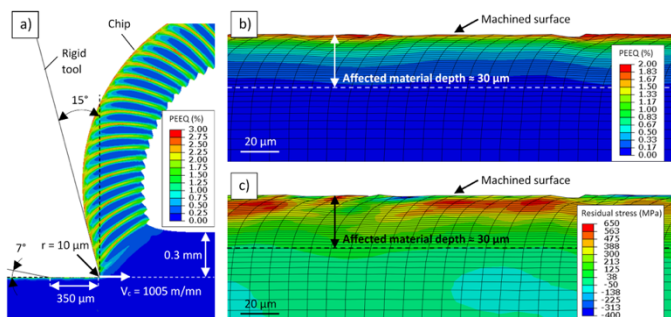 a)
Chip
Rigid
tool
15°
PEEQ (%)
3.00
2.75
2.50
2.25
2.00
1.75
1.50
1.25
1.00
0.75
0.50
0.25
0.00
7°
r = 10 µm
0.3 mm
350 µm
Vc = 1005 m/mn
b)
Machined surface
Affected material depth ≈ 30 µm
PEEQ (%)
2.00
1.83
1.67
1.50
1.33
1.17
1.00
0.83
0.67
0.50
0.33
0.17
0.00
20 µm
c)
Machined surface
Affected material depth ≈ 30 µm
Residual stress (MPa)
650
563
475
388
300
213
125
38
-50
-138
-225
-313
-400
20 µm